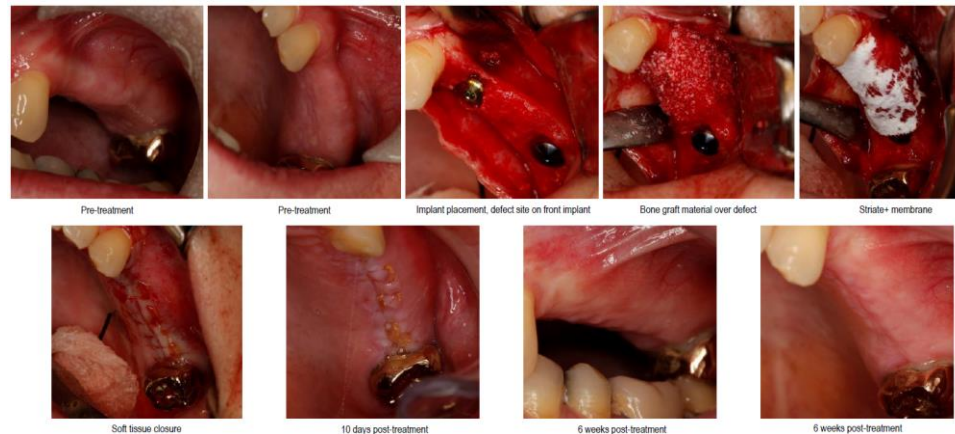 Pre-treatment
Pre-treatment
Implant placement, defect site on front implant
Bone graft material over defect
Striate+ membrane
Soft tissue closure
10 days post-treatment
6 weeks post-treatment
6 weeks post-treatment